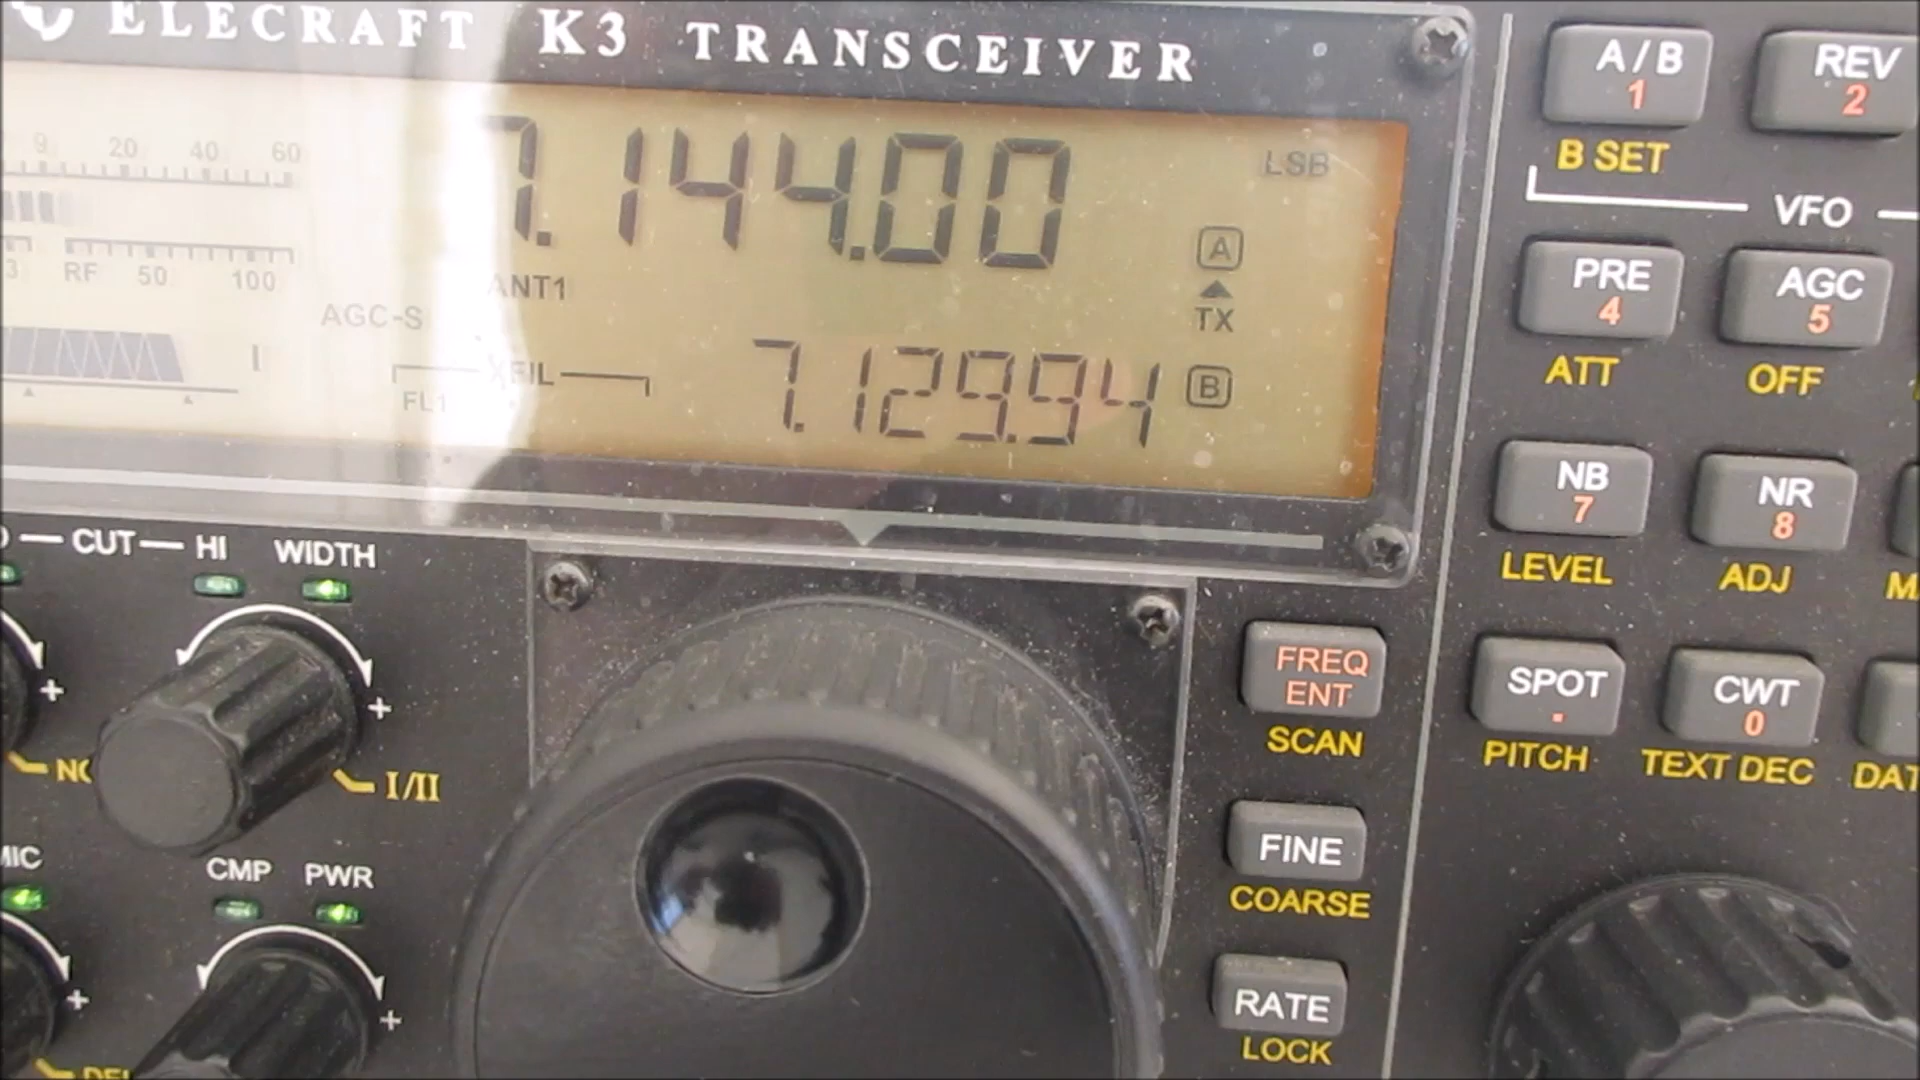 ELECRAFT K3 TRANSCEIVER
9 20 40 60
7.144.00
LSB
3 RF 50 100
ANT1
A
TX
AGC-S
XFIL
FL1
7.129.94
B
I
A/B
1
REV
2
B SET
VFO
PRE
4
AGC
5
ATT
OFF
NB
7
NR
8
LEVEL
ADJ
CUT HI WIDTH
+
+
I/II
FREQ
ENT
SCAN
SPOT
.
CWT
0
PITCH
TEXT DEC
FINE
COARSE
MIC
CMP PWR
+
+
RATE
LOCK